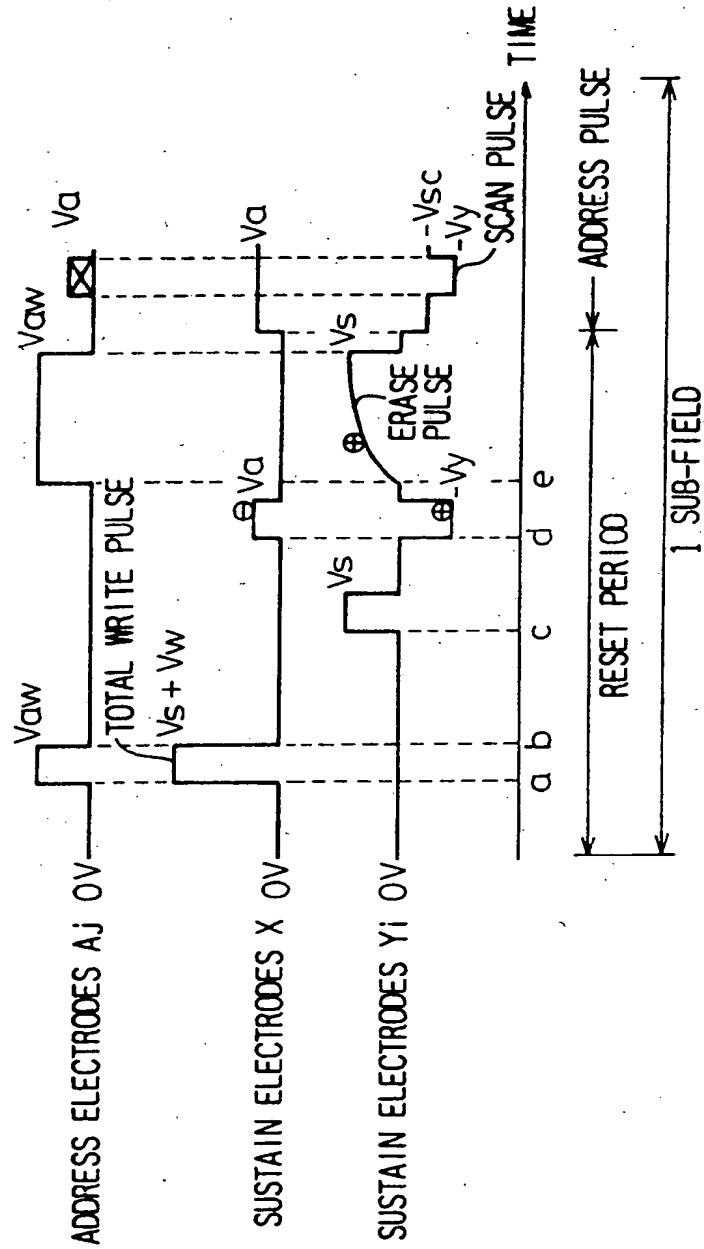 Vaw
Vaw
Va
ADDRESS ELECTRODES Aj 0V
TOTAL WRITE PULSE
Vs + Vw
Va
Va
SUSTAIN ELECTRODES X 0V
Vs
Vs
ERASE
PULSE
SUSTAIN ELECTRODES Yi 0V
-Vy
-Vsc
-Vy
SCAN PULSE
a b c d e
TIME
RESET PERIOD
ADDRESS PULSE
1 SUB-FIELD